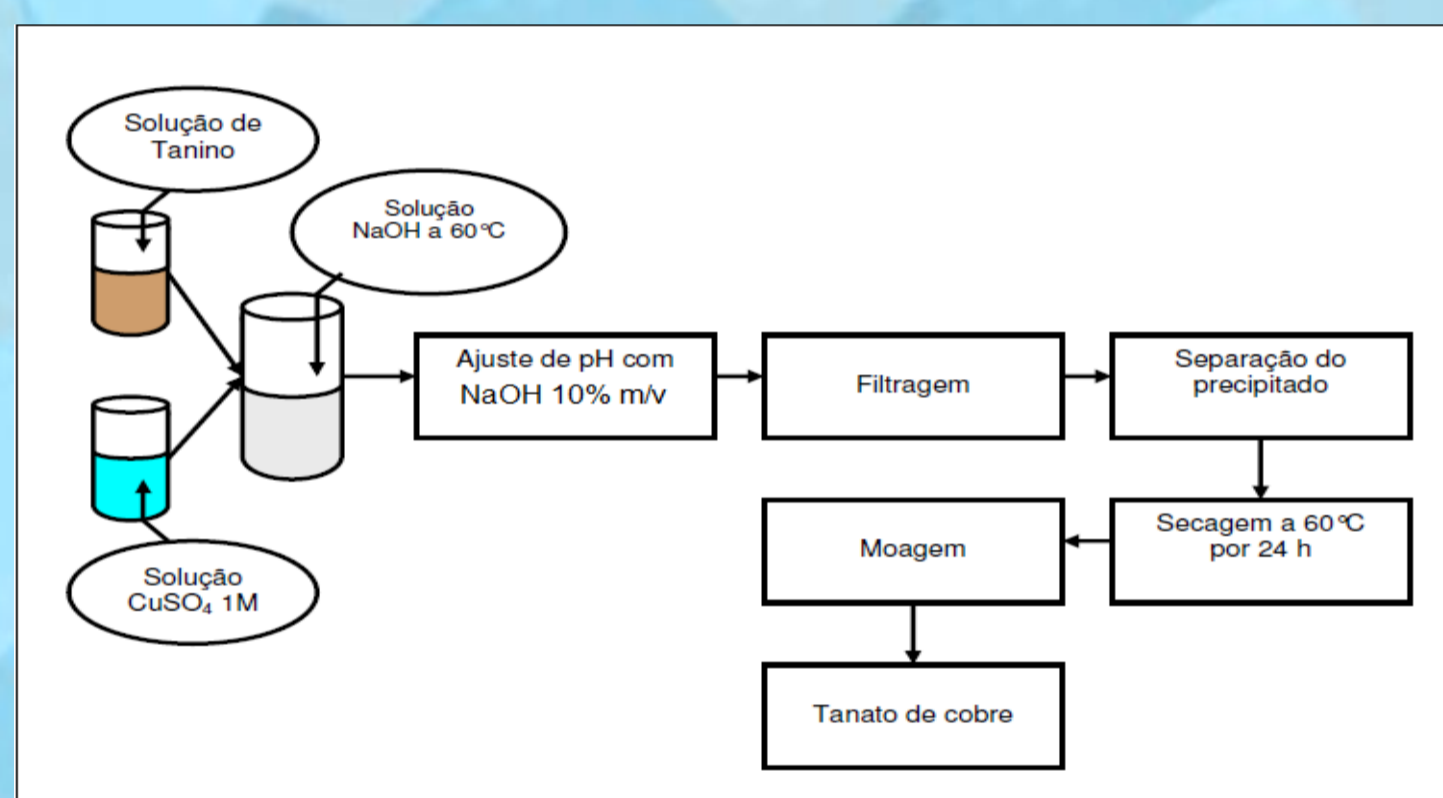 Solução de
Tanino
Solução
NaOH a 60°C
Solução
CuSO₄ 1M
Ajuste de pH com
NaOH 10% m/v
Filtragem
Separação do
precipitado
Secagem a 60°C
por 24 h
Moagem
Tanato de cobre